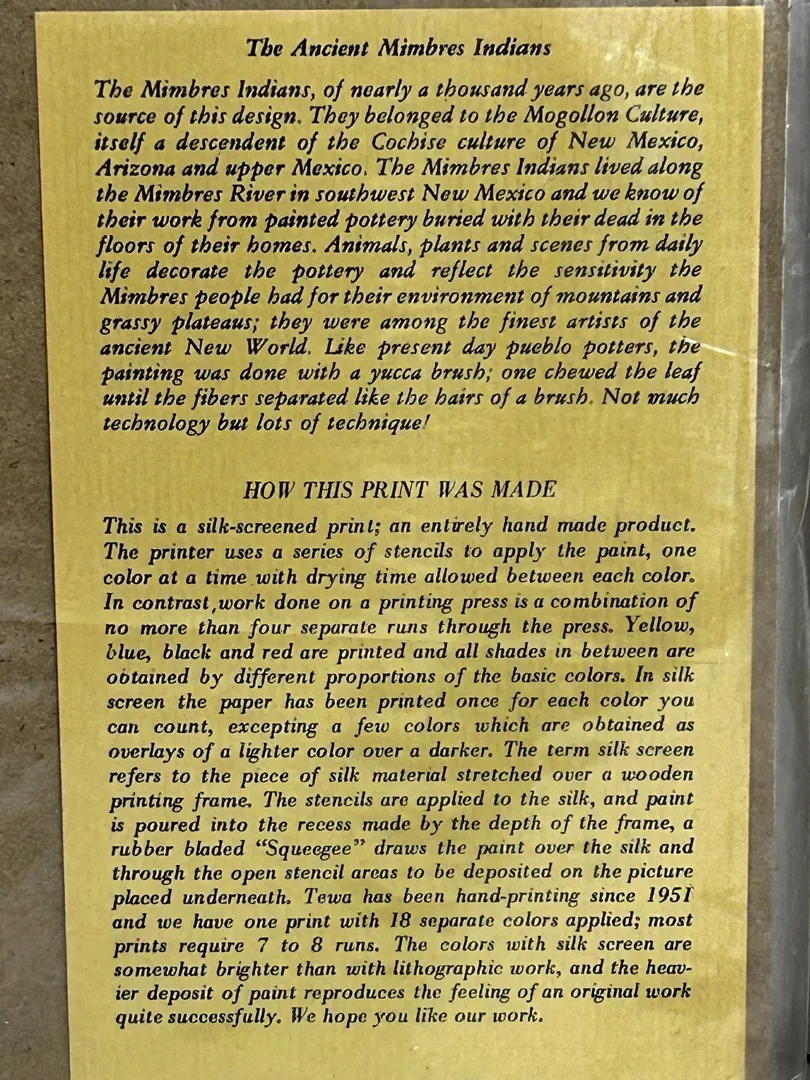 The Ancient Mimbres Indians
The Mimbres Indians, of nearly a thousand years ago, are the
source of this design. They belonged to the Mogollon Culture,
itself a descendent of the Cochise culture of New Mexico,
Arizona and upper Mexico. The Mimbres Indians lived along
the Mimbres River in southwest New Mexico and we know of
their work from painted pottery buried with their dead in the
floors of their homes. Animals, plants and scenes from daily
life decorate the pottery and reflect the sensitivity the
Mimbres people had for their environment of mountains and
grassy plateaus; they were among the finest artists of the
ancient New World. Like present day pueblo potters, the
painting was done with a yucca brush; one chewed the leaf
until the fibers separated like the hairs of a brush. Not much
technology but lots of technique!
HOW THIS PRINT WAS MADE
This is a silk-screened print; an entirely hand made product.
The printer uses a series of stencils to apply the paint, one
color at a time with drying time allowed between each color.
In contrast, work done on a printing press is a combination of
no more than four separate runs through the press. Yellow,
blue, black and red are printed and all shades in between are
obtained by different proportions of the basic colors. In silk
screen the paper has been printed once for each color you
can count, excepting a few colors which are obtained as
overlays of a lighter color over a darker. The term silk screen
refers to the piece of silk material stretched over a wooden
printing frame. The stencils are applied to the silk, and paint
is poured into the recess made by the depth of the frame, a
rubber bladed “Squeegee” draws the paint over the silk and
through the open stencil areas to be deposited on the picture
placed underneath. Tewa has been hand-printing since 1951
and we have one print with 18 separate colors applied; most
prints require 7 to 8 runs. The colors with silk screen are
somewhat brighter than with lithographic work, and the heav-
ier deposit of paint reproduces the feeling of an original work
quite successfully. We hope you like our work.